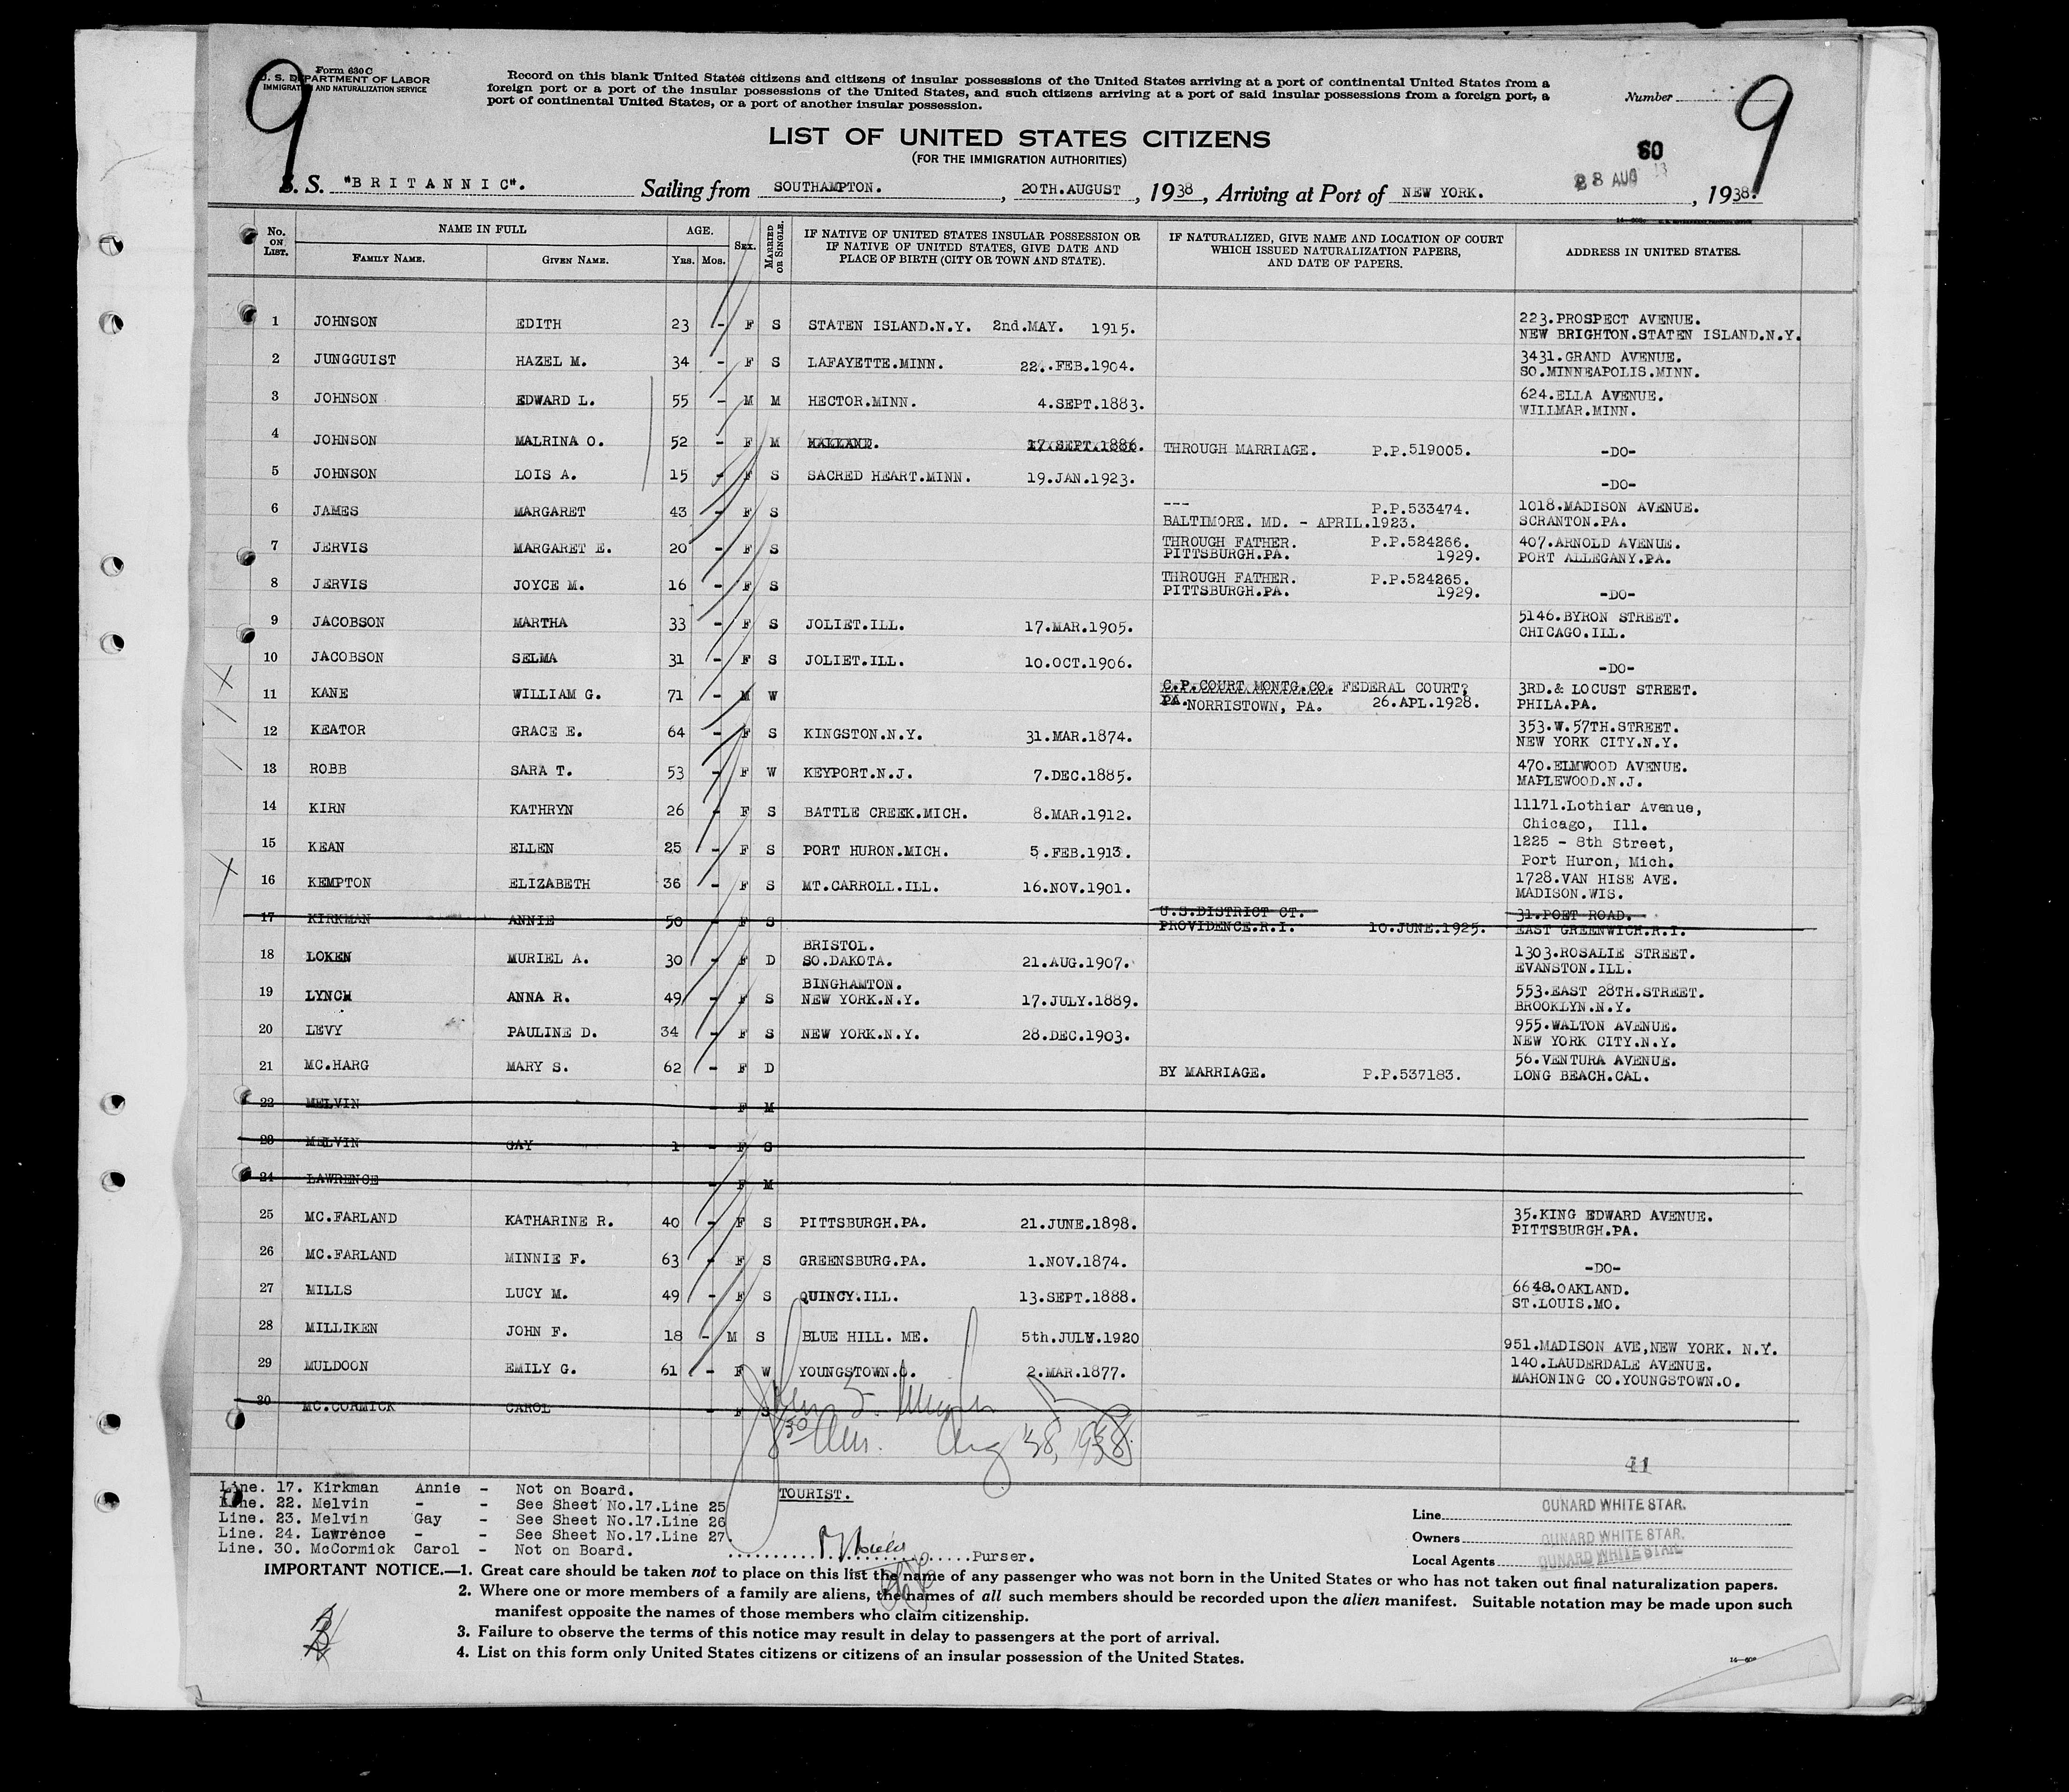 9
9
Form 630 C
U. S. DEPARTMENT OF LABOR
IMMIGRATION AND NATURALIZATION SERVICE
Record on this blank United States citizens and citizens of insular possessions of the United States arriving at a port of continental United States from a
foreign port or a port of the insular possessions of the United States, and such citizens arriving at a port of said insular possessions from a foreign port, a
port of continental United States, or a port of another insular possession.
Number
LIST OF UNITED STATES CITIZENS
(FOR THE IMMIGRATION AUTHORITIES)
60
28 AUG
S. S. "BRITANNIC". Sailing from SOUTHAMPTON. , 20TH.AUGUST , 1938 , Arriving at Port of NEW YORK. , 1938.
No. ON LIST. NAME IN FULL AGE. SEX. MARRIED OR SINGLE. IF NATIVE OF UNITED STATES INSULAR POSSESSION OR IF NATIVE OF UNITED STATES, GIVE DATE AND PLACE OF BIRTH (CITY OR TOWN AND STATE). IF NATURALIZED, GIVE NAME AND LOCATION OF COURT WHICH ISSUED NATURALIZATION PAPERS, AND DATE OF PAPERS. ADDRESS IN UNITED STATES.
FAMILY NAME. GIVEN NAME. Yrs. Mos.
1 JOHNSON EDITH 23 - F S STATEN ISLAND.N.Y. 2nd.MAY. 1915. 223.PROSPECT AVENUE.
NEW BRIGHTON.STATEN ISLAND.N.Y.
2 JUNGGUIST HAZEL M. 34 - F S LAFAYETTE.MINN. 22..FEB.1904. 3431.GRAND AVENUE.
SO.MINNEAPOLIS.MINN.
3 JOHNSON EDWARD L. 55 - M M HECTOR.MINN. 4.SEPT.1883. 624.ELLA AVENUE.
WILLMAR.MINN.
4 JOHNSON MALRINA O. 52 - F M 17.SEPT.1886. THROUGH MARRIAGE. P.P.519005. -DO-
5 JOHNSON LOIS A. 15 - F S SACRED HEART.MINN. 19.JAN.1923. -DO-
6 JAMES MARGARET 43 - F S --- P.P.533474. 1018.MADISON AVENUE.
BALTIMORE. MD. - APRIL.1923. SCRANTON.PA.
7 JERVIS MARGARET E. 20 - F S THROUGH FATHER. P.P.524266. 407.ARNOLD AVENUE.
PITTSBURGH.PA. 1929. PORT ALLEGANY.PA.
8 JERVIS JOYCE M. 16 - F S THROUGH FATHER. P.P.524265.
PITTSBURGH.PA. 1929. -DO-
9 JACOBSON MARTHA 33 - F S JOLIET.ILL. 17.MAR.1905. 5146.BYRON STREET.
CHICAGO.ILL.
10 JACOBSON SELMA 31 - F S JOLIET.ILL. 10.OCT.1906. -DO-
11 KANE WILLIAM G. 71 - M W C.P.COURT MONTG.CO. FEDERAL COURT, 3RD.& LOCUST STREET.
PA. NORRISTOWN, PA. 26.APL.1928. PHILA.PA.
12 KEATOR GRACE E. 64 - F S KINGSTON.N.Y. 31.MAR.1874. 353.W.57TH.STREET.
NEW YORK CITY.N.Y.
13 ROBB SARA T. 53 - F W KEYPORT.N.J. 7.DEC.1885. 470.ELMWOOD AVENUE.
MAPLEWOOD.N.J.
14 KIRN KATHRYN 26 - F S BATTLE CREEK.MICH. 8.MAR.1912. 11171.Lothiar Avenue,
Chicago, Ill.
15 KEAN ELLEN 25 - F S PORT HURON.MICH. 5.FEB.1913. 1225 - 8th Street,
Port Huron, Mich.
16 KEMPTON ELIZABETH 36 - F S MT.CARROLL.ILL. 16.NOV.1901. 1728.VAN HISE AVE.
MADISON.WIS.
17 KIRKMAN ANNIE 50 - F S U.S.DISTRICT CT. 31.POET ROAD.
PROVIDENCE.R.I. 10.JUNE.1925. EAST GREENWICH.R.I.
18 LOKEN MURIEL A. 30 - F D BRISTOL. 1303.ROSALIE STREET.
SO.DAKOTA. 21.AUG.1907. EVANSTON.ILL.
19 LYNCH ANNA R. 49 - F S BINGHAMTON. 553.EAST 28TH.STREET.
NEW YORK.N.Y. 17.JULY.1889. BROOKLYN.N.Y.
20 LEVY PAULINE D. 34 - F S NEW YORK.N.Y. 28.DEC.1903. 955.WALTON AVENUE.
NEW YORK CITY.N.Y.
21 MC.HARG MARY S. 62 - F D BY MARRIAGE. P.P.537183. 56.VENTURA AVENUE.
LONG BEACH.CAL.
22 MELVIN - F M
23 MELVIN GAY 1 - F S
24 LAWRENCE - F M
25 MC.FARLAND KATHARINE R. 40 - F S PITTSBURGH.PA. 21.JUNE.1898. 35.KING EDWARD AVENUE.
PITTSBURGH.PA.
26 MC.FARLAND MINNIE F. 63 - F S GREENSBURG.PA. 1.NOV.1874. -DO-
27 MILLS LUCY M. 49 - F S QUINCY.ILL. 13.SEPT.1888. 6648.OAKLAND.
ST.LOUIS.MO.
28 MILLIKEN JOHN F. 18 - M S BLUE HILL. ME. 5th.JULY.1920 951.MADISON AVE,NEW YORK. N.Y.
29 MULDOON EMILY G. 61 - F W YOUNGSTOWN.O. 2.MAR.1877. 140.LAUDERDALE AVENUE.
MAHONING CO.YOUNGSTOWN.O.
30 MC.CORMICK CAROL - F S
Aug 28, 1938
41
Line. 17. Kirkman Annie - Not on Board.
Line. 22. Melvin - - See Sheet No.17.Line 25
Line. 23. Melvin Gay - See Sheet No.17.Line 26
Line. 24. Lawrence - - See Sheet No.17.Line 27.
Line. 30. McCormick Carol - Not on Board.
TOURIST.
Purser.
Line CUNARD WHITE STAR.
Owners CUNARD WHITE STAR.
Local Agents CUNARD WHITE STAR.
IMPORTANT NOTICE.—1. Great care should be taken not to place on this list the name of any passenger who was not born in the United States or who has not taken out final naturalization papers.
2. Where one or more members of a family are aliens, the names of all such members should be recorded upon the alien manifest. Suitable notation may be made upon such
manifest opposite the names of those members who claim citizenship.
3. Failure to observe the terms of this notice may result in delay to passengers at the port of arrival.
4. List on this form only United States citizens or citizens of an insular possession of the United States.